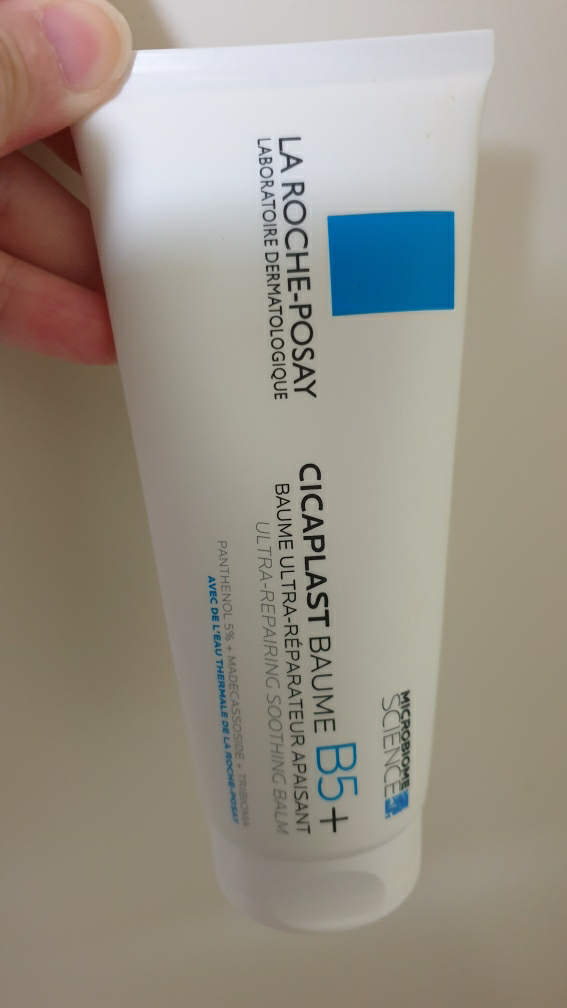 LA ROCHE-POSAY
LABORATOIRE DERMATOLOGIQUE
CICAPLAST BAUME B5+
BAUME ULTRA-RÉPARATEUR APAISANT
ULTRA-REPAIRING SOOTHING BALM
PANTHENOL 5% + MADECASSOSIDE + TRIBIOMA
AVEC DE L'EAU THERMALE DE LA ROCHE-POSAY
MICROBIOME
SCIENCE